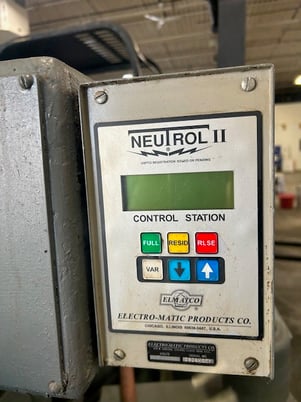 NEUTROL II
CONTROL STATION
FULL RESID RLSE
VAR
ELMATCO
ELECTRO-MATIC PRODUCTS CO.
CHICAGO, ILLINOIS U.S.A.
ELECTRO-MATIC PRODUCTS CO.